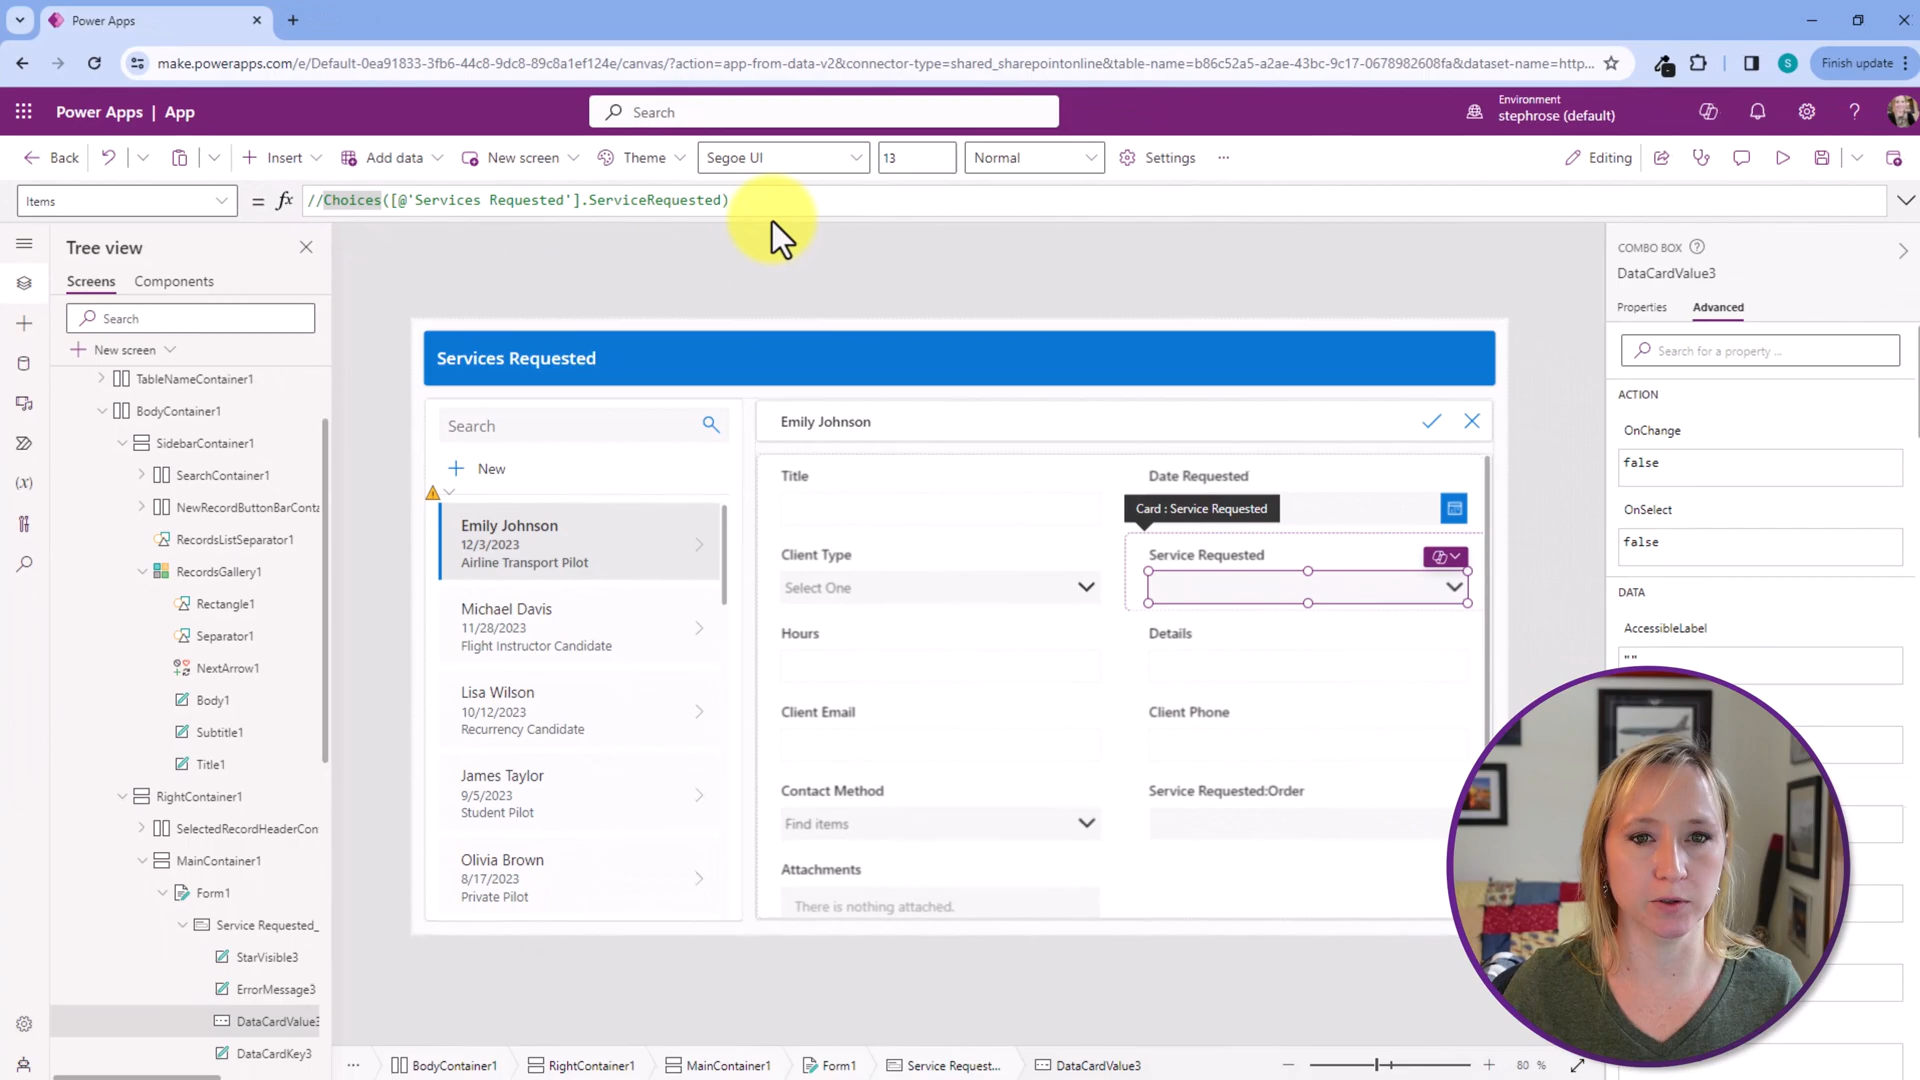 Power Apps
make.powerapps.com/e/Default-0ea91833-3fb6-44c8-9dc8-89c8a1ef124e/canvas/?action=app-from-data-v2&connector-type=shared_sharepointonline&table-name=b86c52a5-a2ae-43bc-9c17-0678982608fa&dataset-name=http...
S
Finish update
Power Apps | App
Search
Environment
stephrose (default)
Back
Insert
Add data
New screen
Theme
Segoe UI
13
Normal
Settings
Editing
Items
= fx
//Choices([@'Services Requested'].ServiceRequested)
Tree view
Screens
Components
Search
New screen
TableNameContainer1
BodyContainer1
SidebarContainer1
SearchContainer1
NewRecordButtonBarConta
RecordsListSeparator1
RecordsGallery1
Rectangle1
Separator1
NextArrow1
Body1
Subtitle1
Title1
RightContainer1
SelectedRecordHeaderCon
MainContainer1
Form1
Service Requested_
StarVisible3
ErrorMessage3
DataCardValue3
DataCardKey3
Services Requested
Search
New
Emily Johnson
12/3/2023
Airline Transport Pilot
Michael Davis
11/28/2023
Flight Instructor Candidate
Lisa Wilson
10/12/2023
Recurrency Candidate
James Taylor
9/5/2023
Student Pilot
Olivia Brown
8/17/2023
Private Pilot
Emily Johnson
Title
Date Requested
Card : Service Requested
Client Type
Service Requested
Select One
Hours
Details
Client Email
Client Phone
Contact Method
Service Requested:Order
Find items
Attachments
There is nothing attached.
COMBO BOX
DataCardValue3
Properties
Advanced
Search for a property ...
ACTION
OnChange
false
OnSelect
false
DATA
AccessibleLabel
""
BodyContainer1
RightContainer1
MainContainer1
Form1
Service Request...
DataCardValue3
80 %